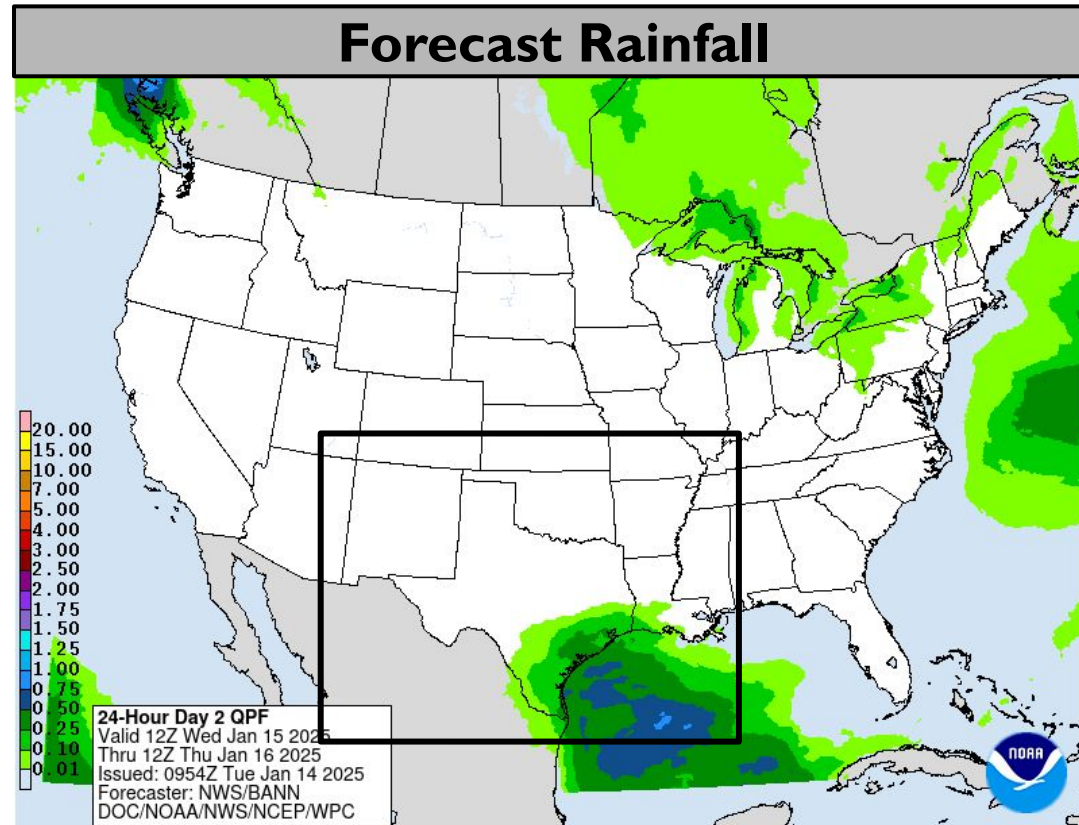 Forecast Rainfall
20.00
15.00
10.00
7.00
5.00
4.00
3.00
2.50
2.00
1.75
1.50
1.25
1.00
0.75
0.50
0.25
0.10
0.01
24-Hour Day 2 QPF
Valid 12Z Wed Jan 15 2025
Thru 12Z Thu Jan 16 2025
Issued: 0954Z Tue Jan 14 2025
Forecaster: NWS/BANN
DOC/NOAA/NWS/NCEP/WPC
NOAA